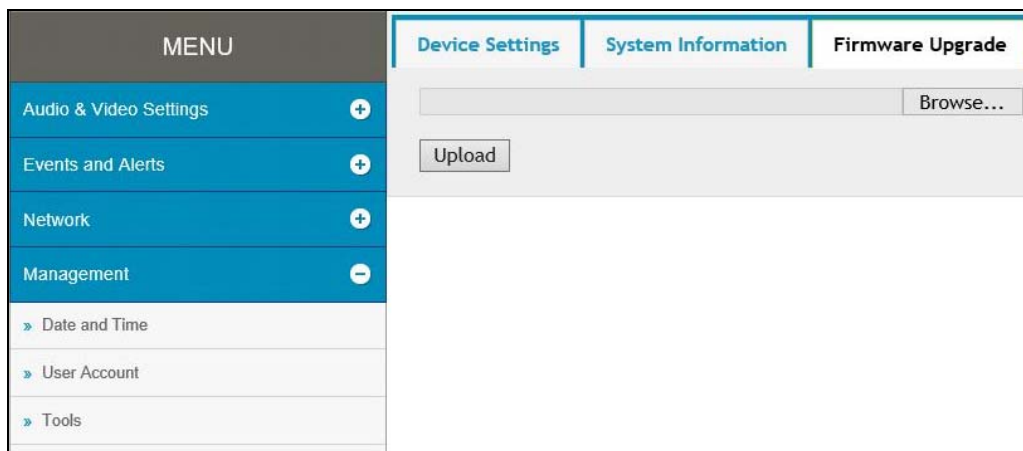 MENU
Audio & Video Settings
Events and Alerts
Network
Management
» Date and Time
» User Account
» Tools
Device Settings
System Information
Firmware Upgrade
Browse...
Upload